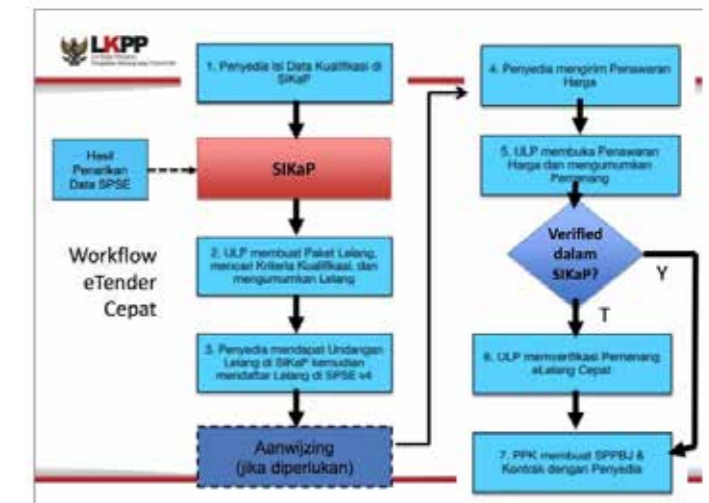 LKPP
1. Penyedia Isi Data Kualifikasi di
SIKaP
Hasil
Penarikan
Data SPSE
SIKaP
Workflow
eTender
Cepat
2. ULP membuat Paket Lelang,
mencari Kriteria Kualifikasi, dan
mengumumkan Lelang
3. Penyedia mendapat Undangan
Lelang di SIKaP kemudian
mendaftar Lelang di SPSE v4
Aanwijzing
(jika diperlukan)
4. Penyedia mengirim Penawaran
Harga
5. ULP membuka Penawaran
Harga dan mengumumkan
Pemenang
Verified
dalam
SIKaP?
Y
T
6. ULP memverifikasi Pemenang
eLelang Cepat
7. PPK membuat SPPBJ &
Kontrak dengan Penyedia